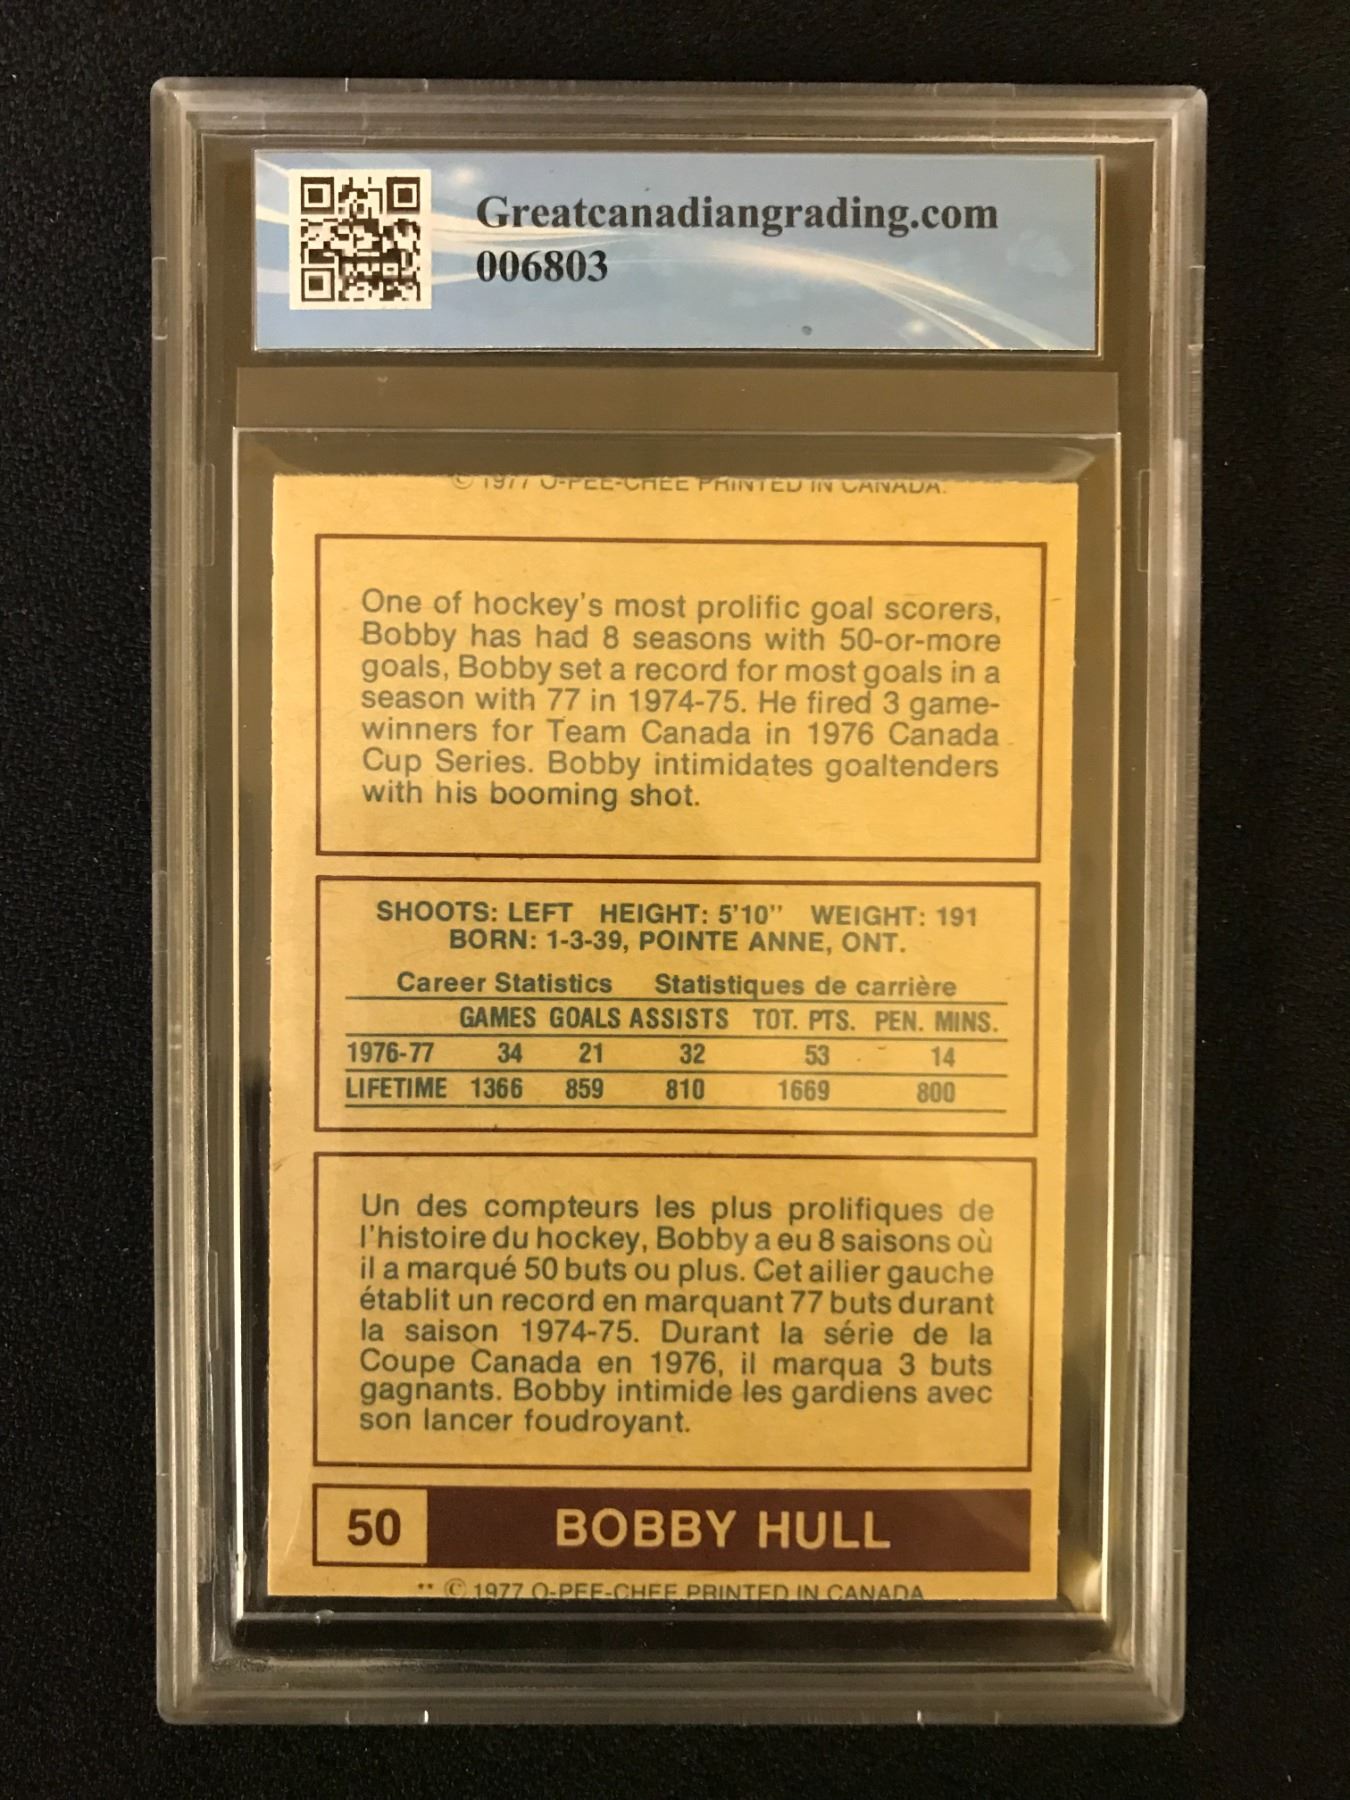 Greatcanadiangrading.com
006803
© 1977 O-PEE-CHEE PRINTED IN CANADA.
One of hockey's most prolific goal scorers,
Bobby has had 8 seasons with 50-or-more
goals, Bobby set a record for most goals in a
season with 77 in 1974-75. He fired 3 game-
winners for Team Canada in 1976 Canada
Cup Series. Bobby intimidates goaltenders
with his booming shot.
SHOOTS: LEFT HEIGHT: 5'10" WEIGHT: 191
BORN: 1-3-39, POINTE ANNE, ONT.
Career Statistics Statistiques de carrière
GAMES GOALS ASSISTS TOT. PTS. PEN. MINS.
1976-77 34 21 32 53 14
LIFETIME 1366 859 810 1669 800
Un des compteurs les plus prolifiques de
l'histoire du hockey, Bobby a eu 8 saisons où
il a marqué 50 buts ou plus. Cet ailier gauche
établit un record en marquant 77 buts durant
la saison 1974-75. Durant la série de la
Coupe Canada en 1976, il marqua 3 buts
gagnants. Bobby intimide les gardiens avec
son lancer foudroyant.
50 BOBBY HULL
** © 1977 O-PEE-CHEE PRINTED IN CANADA